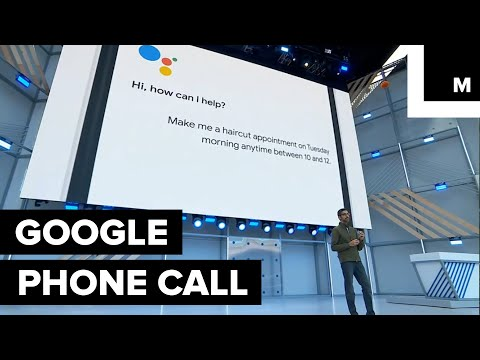 M
Hi, how can I help?
Make me a haircut appointment on Tuesday
morning anytime between 10 and 12.
GOOGLE
PHONE CALL